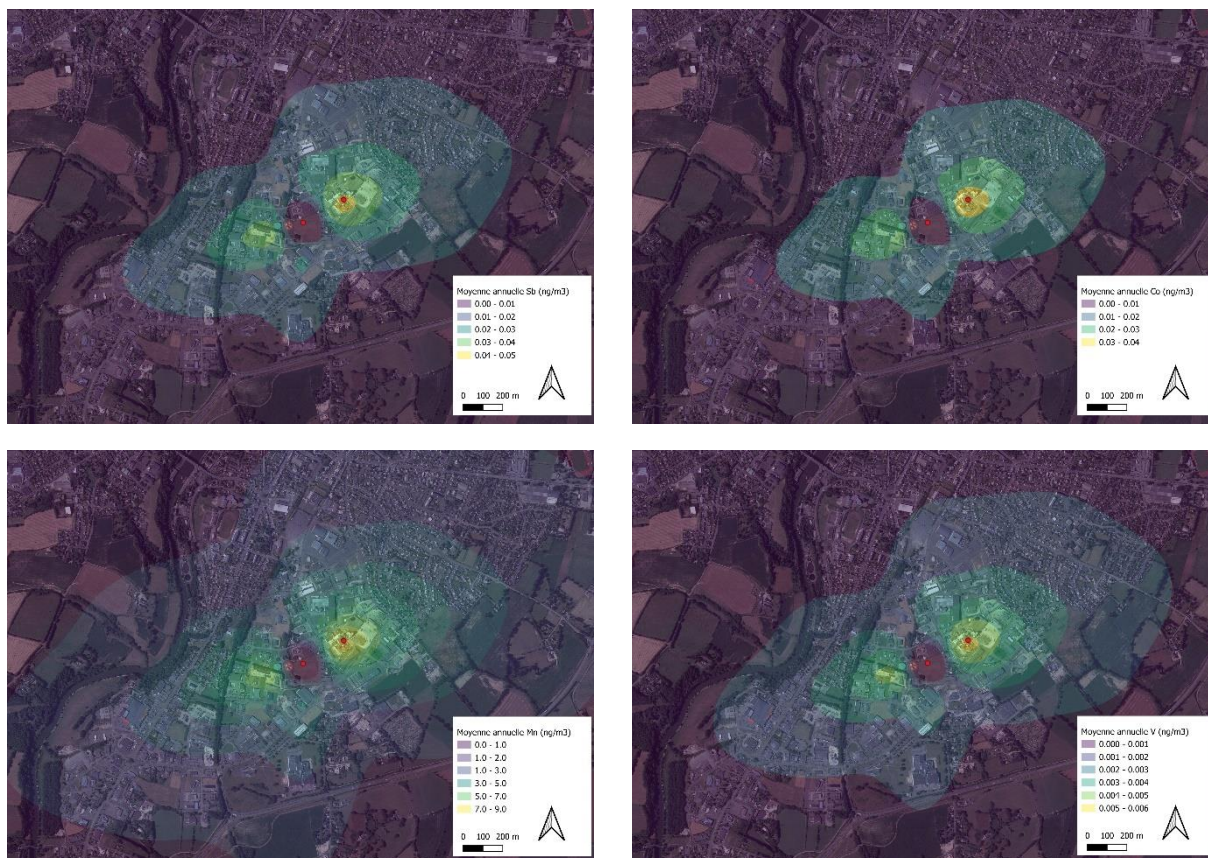 Moyenne annuelle Sb (ng/m3)
0.00 - 0.01
0.01 - 0.02
0.02 - 0.03
0.03 - 0.04
0.04 - 0.05
0 100 200 m
Moyenne annuelle Co (ng/m3)
0.00 - 0.01
0.01 - 0.02
0.02 - 0.03
0.03 - 0.04
0 100 200 m
Moyenne annuelle Mn (ng/m3)
0.0 - 1.0
1.0 - 2.0
1.0 - 3.0
3.0 - 5.0
5.0 - 7.0
7.0 - 9.0
0 100 200 m
Moyenne annuelle V (ng/m3)
0.000 - 0.001
0.001 - 0.002
0.002 - 0.003
0.003 - 0.004
0.004 - 0.005
0.005 - 0.006
0 100 200 m